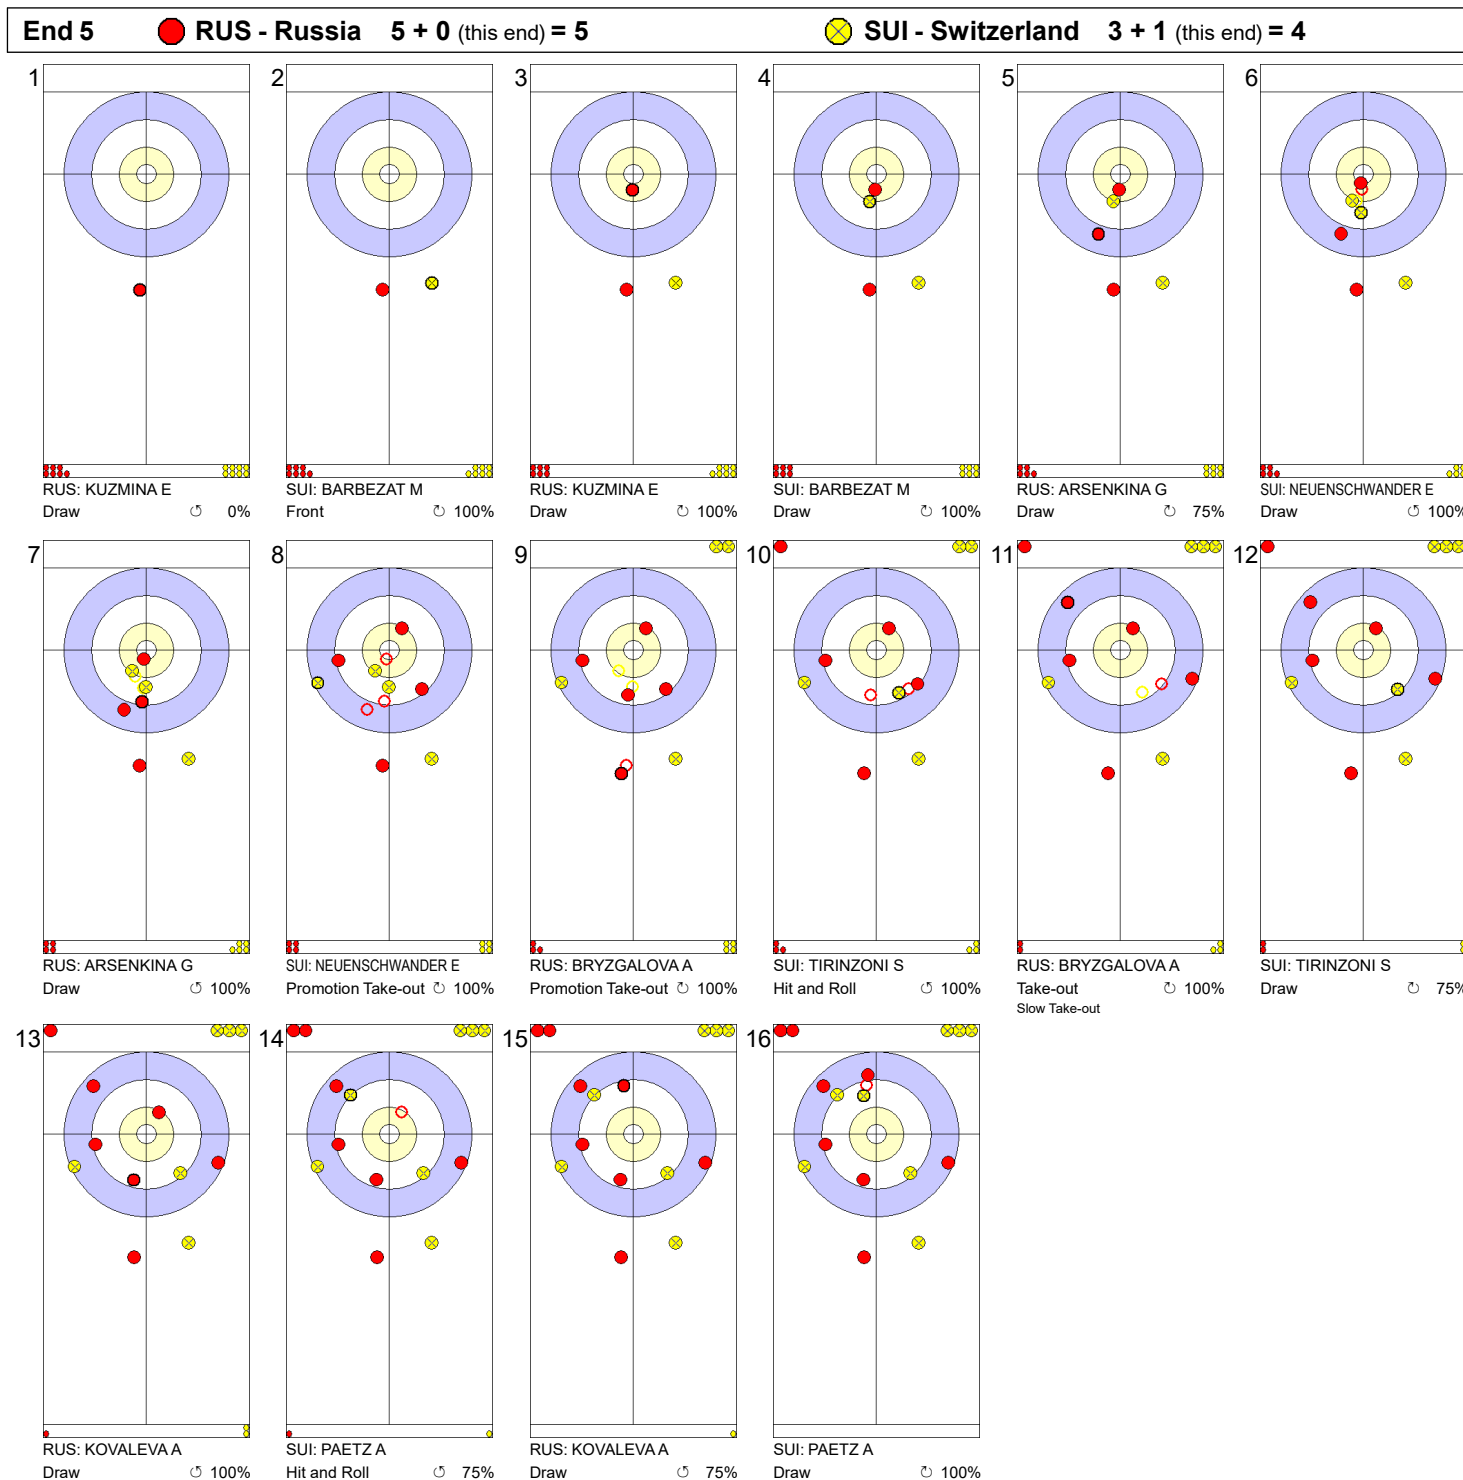 End 5 RUS - Russia 5 + 0 (this end) = 5 SUI - Switzerland 3 + 1 (this end) = 4
1 2 3 4 5 6
RUS: KUZMINA E SUI: BARBEZAT M RUS: KUZMINA E SUI: BARBEZAT M RUS: ARSENKINA G SUI: NEUENSCHWANDER E
Draw ↺ 0% Front ↻ 100% Draw ↻ 100% Draw ↻ 100% Draw ↻ 75% Draw ↺ 100%
7 8 9 10 11 12
RUS: ARSENKINA G SUI: NEUENSCHWANDER E RUS: BRYZGALOVA A SUI: TIRINZONI S RUS: BRYZGALOVA A SUI: TIRINZONI S
Draw ↺ 100% Promotion Take-out ↻ 100% Promotion Take-out ↻ 100% Hit and Roll ↺ 100% Take-out ↻ 100% Draw ↻ 75%
Slow Take-out
13 14 15 16
RUS: KOVALEVA A SUI: PAETZ A RUS: KOVALEVA A SUI: PAETZ A
Draw ↺ 100% Hit and Roll ↺ 75% Draw ↺ 75% Draw ↺ 100%